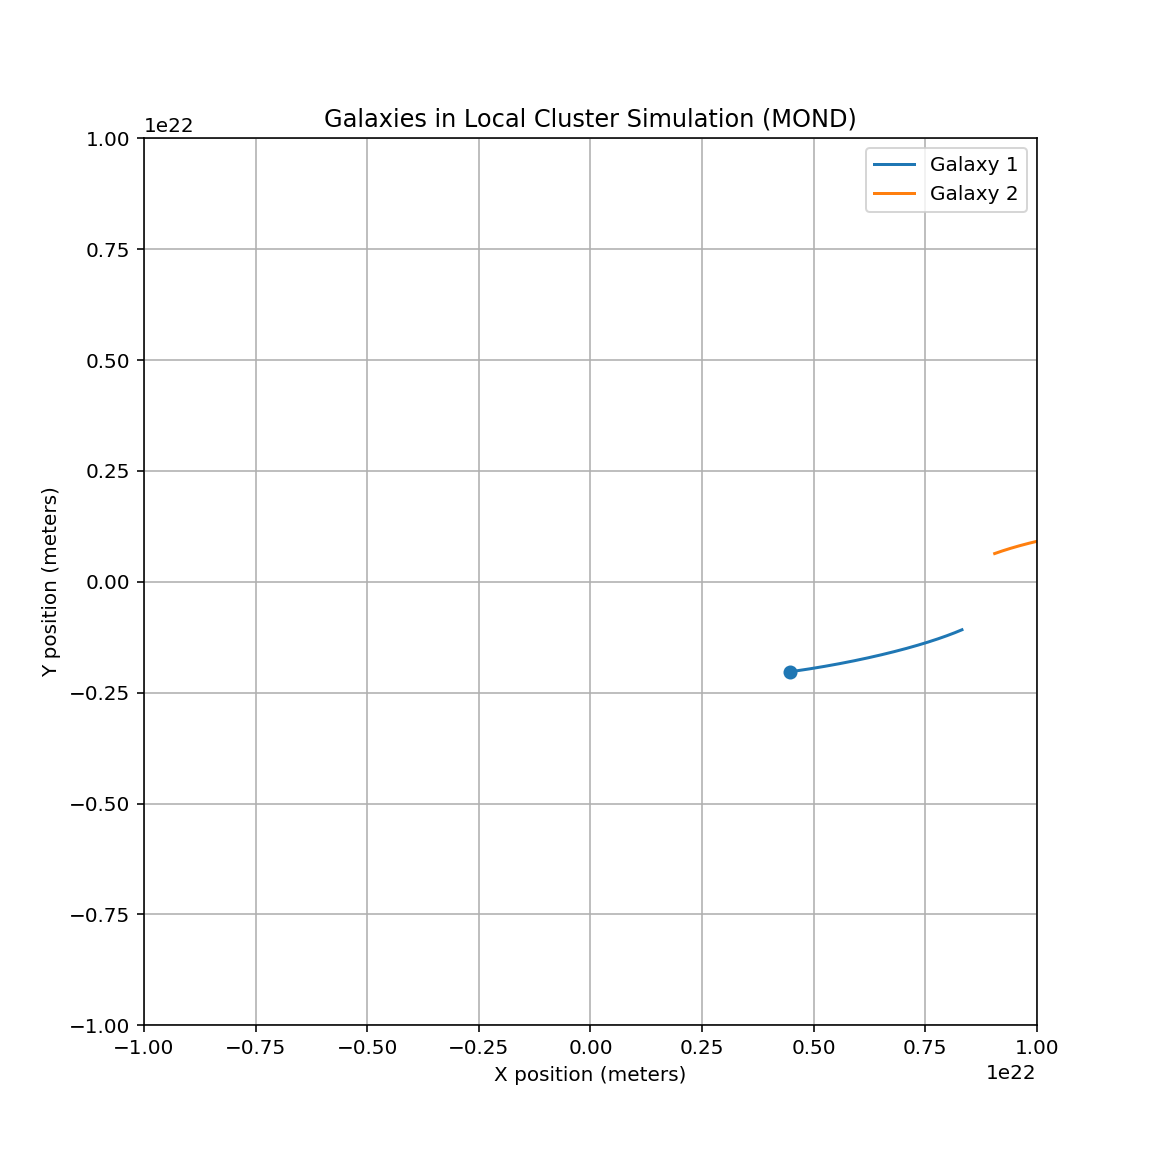 Galaxies in Local Cluster Simulation (MOND)
1e22
Galaxy 1
Galaxy 2
1.00
0.75
0.50
0.25
0.00
−0.25
−0.50
−0.75
−1.00
Y position (meters)
−1.00 −0.75 −0.50 −0.25 0.00 0.25 0.50 0.75 1.00
X position (meters)
1e22